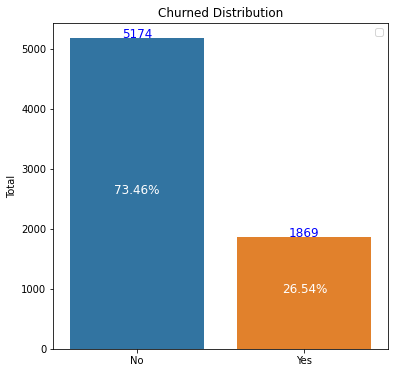 Churned Distribution
5174
5000
4000
3000
73.46%
Total
2000
1869
1000
26.54%
0
No
Yes